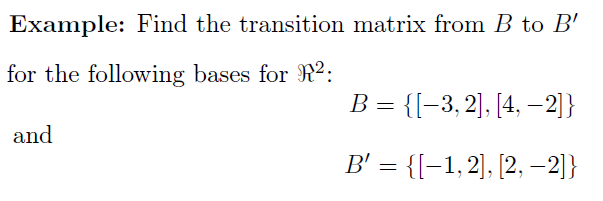 Example: Find the transition matrix from B to B′
for the following bases for ℜ²:
B = {[−3, 2], [4, −2]}
and
B′ = {[−1, 2], [2, −2]}